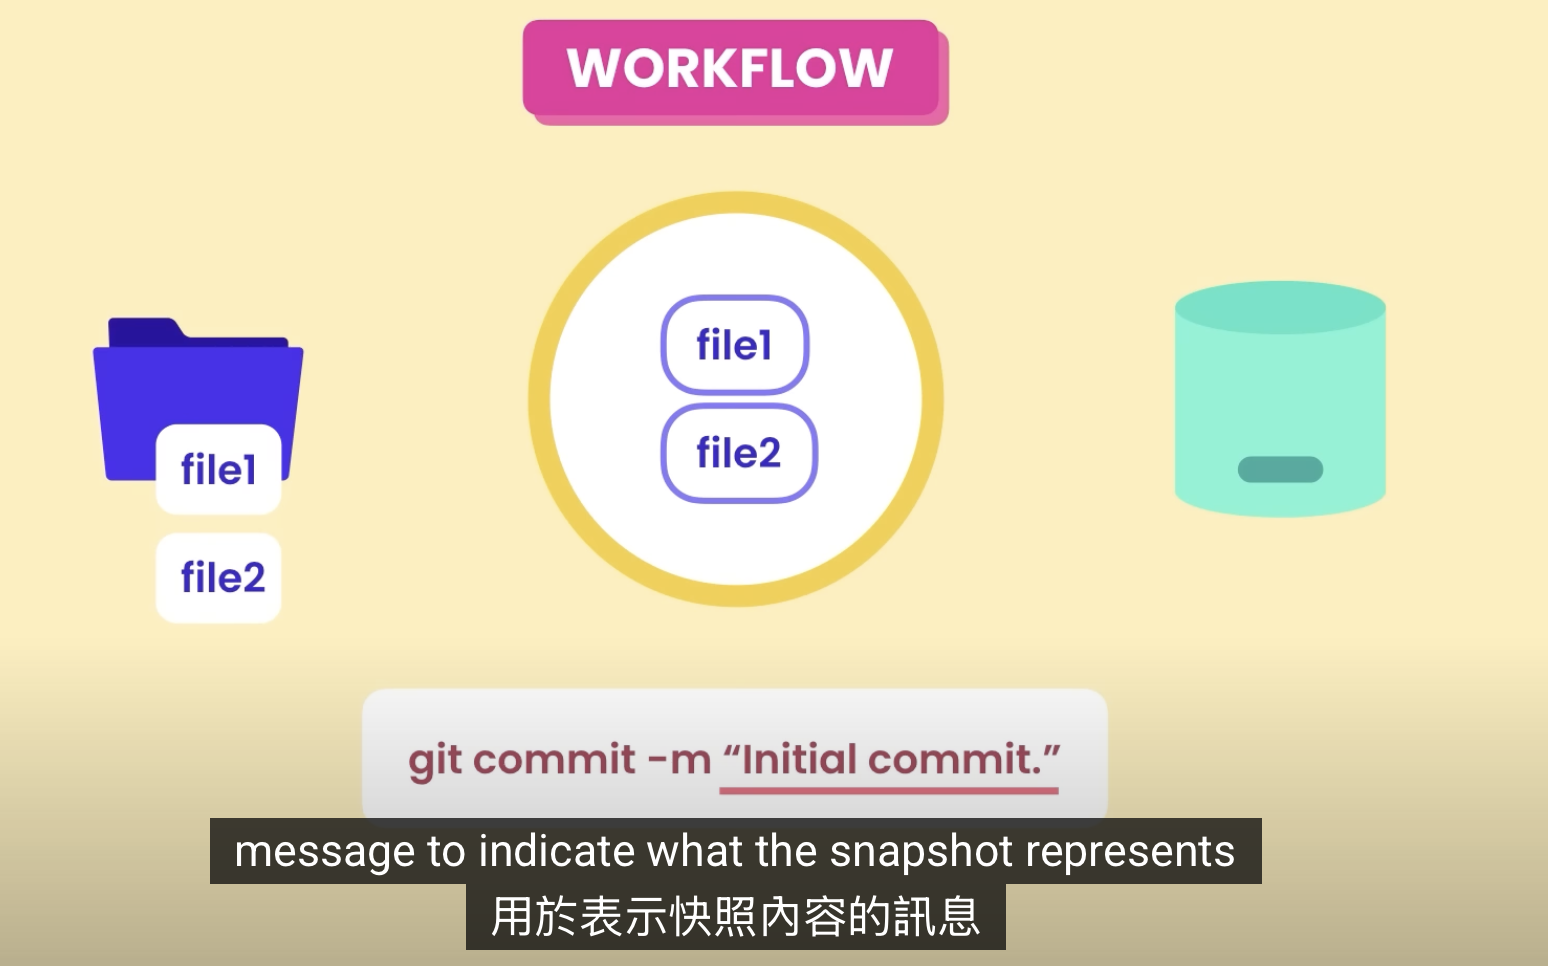 WORKFLOW
file1
file2
file1
file2
git commit -m “Initial commit.”
message to indicate what the snapshot represents
用於表示快照內容的訊息